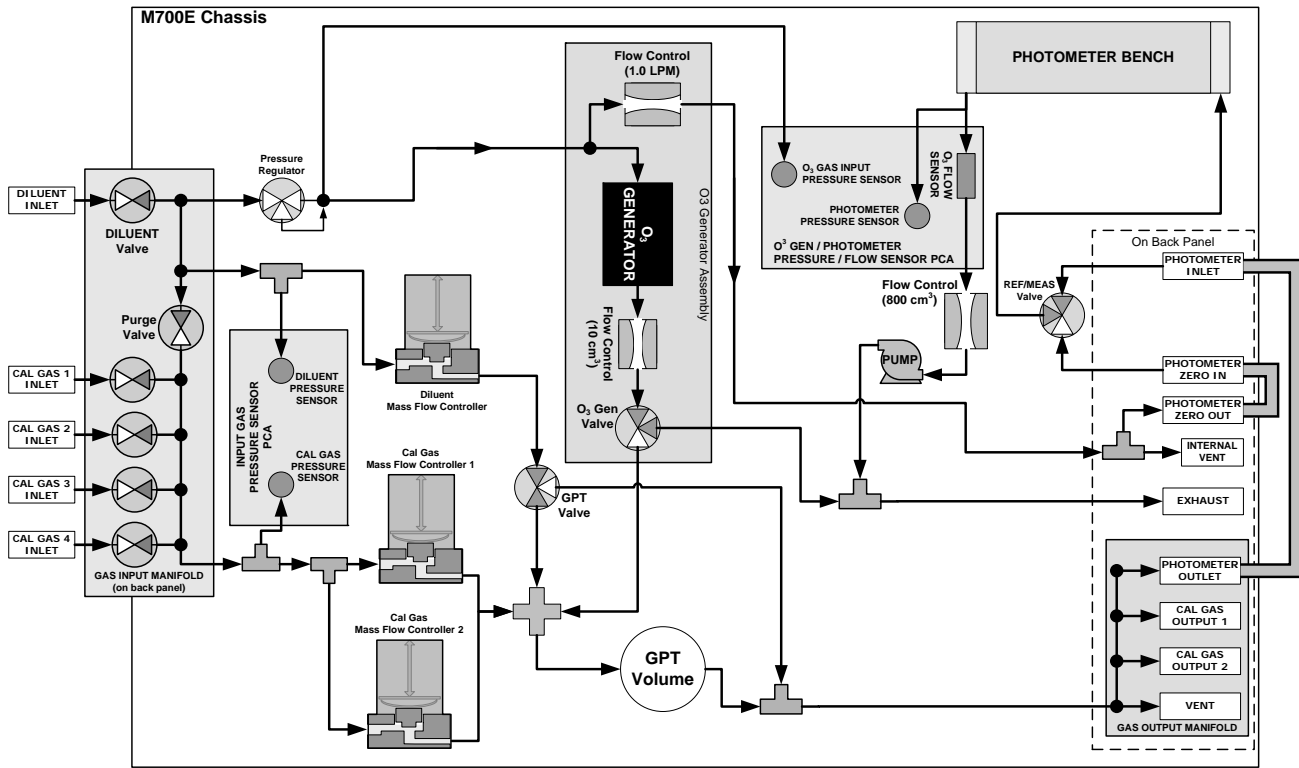 M700E Chassis
Flow Control
(1.0 LPM)
PHOTOMETER BENCH
Pressure
Regulator
O3 GAS INPUT
PRESSURE SENSOR
O3 FLOW
SENSOR
PHOTOMETER
PRESSURE SENSOR
O3 GEN / PHOTOMETER
PRESSURE / FLOW SENSOR PCA
DILUENT
INLET
DILUENT
Valve
O3
GENERATOR
O3 Generator Assembly
On Back Panel
PHOTOMETER
INLET
REF/MEAS
Valve
Flow Control
(800 cm3)
Purge
Valve
Flow Control
(10 cm3)
PUMP
CAL GAS 1
INLET
DILUENT
PRESSURE
SENSOR
Diluent
Mass Flow Controller
PHOTOMETER
ZERO IN
PHOTOMETER
ZERO OUT
O3 Gen
Valve
CAL GAS 2
INLET
INPUT GAS
PRESSURE SENSOR
PCA
CAL GAS
PRESSURE
SENSOR
Cal Gas
Mass Flow Controller 1
INTERNAL
VENT
CAL GAS 3
INLET
GPT
Valve
EXHAUST
CAL GAS 4
INLET
GAS INPUT MANIFOLD
(on back panel)
PHOTOMETER
OUTLET
CAL GAS
OUTPUT 1
Cal Gas
Mass Flow Controller 2
GPT
Volume
CAL GAS
OUTPUT 2
VENT
GAS OUTPUT MANIFOLD